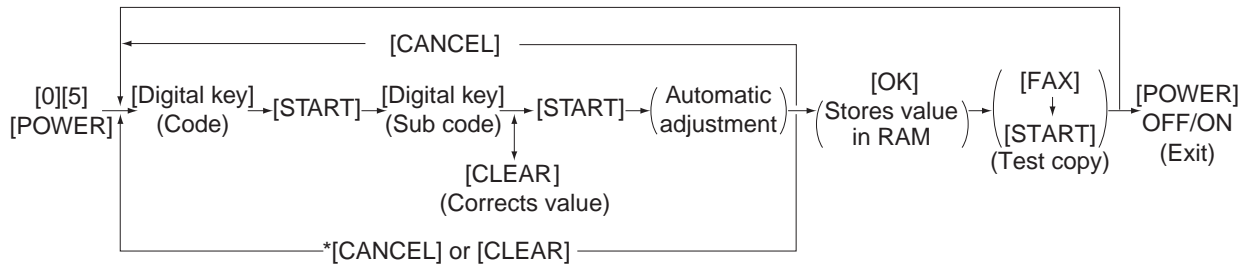 [CANCEL]
[0][5]
[POWER]
[Digital key]
(Code)
[START]
[Digital key]
(Sub code)
[START]
Automatic
adjustment
[OK]
Stores value
in RAM
[FAX]
[START]
(Test copy)
[POWER]
OFF/ON
(Exit)
[CLEAR]
(Corrects value)
*[CANCEL] or [CLEAR]